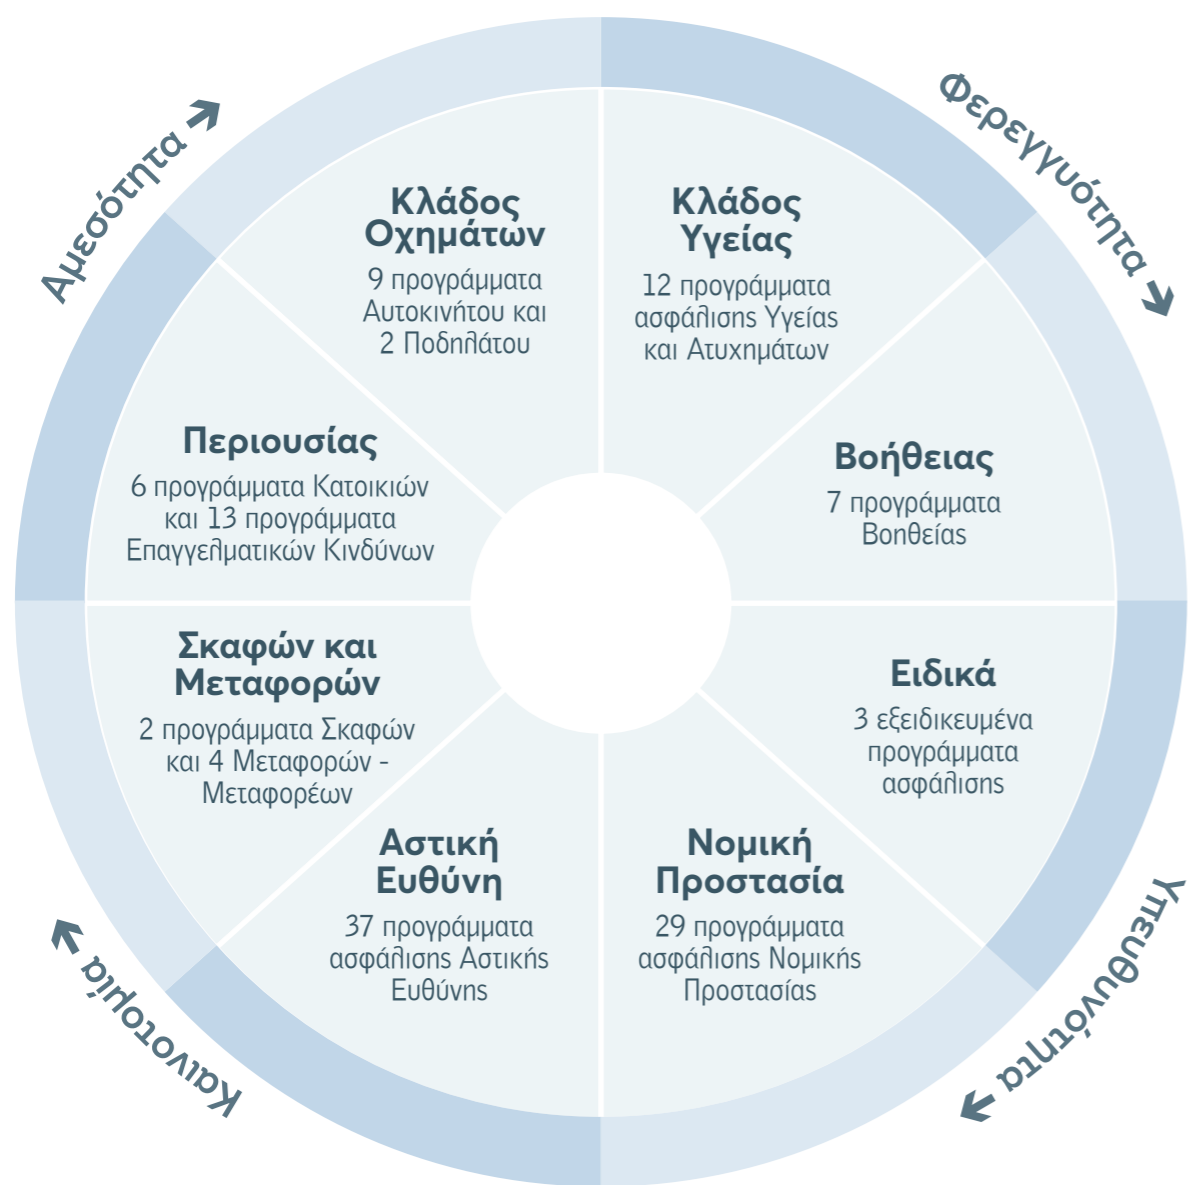 Αμεσότητα
Φερεγγυότητα
Κλάδος
Οχημάτων
9 προγράμματα
Αυτοκινήτου και
2 Ποδηλάτου
Κλάδος
Υγείας
12 προγράμματα
ασφάλισης Υγείας
και Ατυχημάτων
Περιουσίας
6 προγράμματα Κατοικιών
και 13 προγράμματα
Επαγγελματικών Κινδύνων
Βοήθειας
7 προγράμματα
Βοηθείας
Σκαφών και
Μεταφορών
2 προγράμματα Σκαφών
και 4 Μεταφορών -
Μεταφορέων
Ειδικά
3 εξειδικευμένα
προγράμματα
ασφάλισης
Αστική
Ευθύνη
37 προγράμματα
ασφάλισης Αστικής
Ευθύνης
Νομική
Προστασία
29 προγράμματα
ασφάλισης Νομικής
Προστασίας
Καινοτομία
Υπευθυνότητα